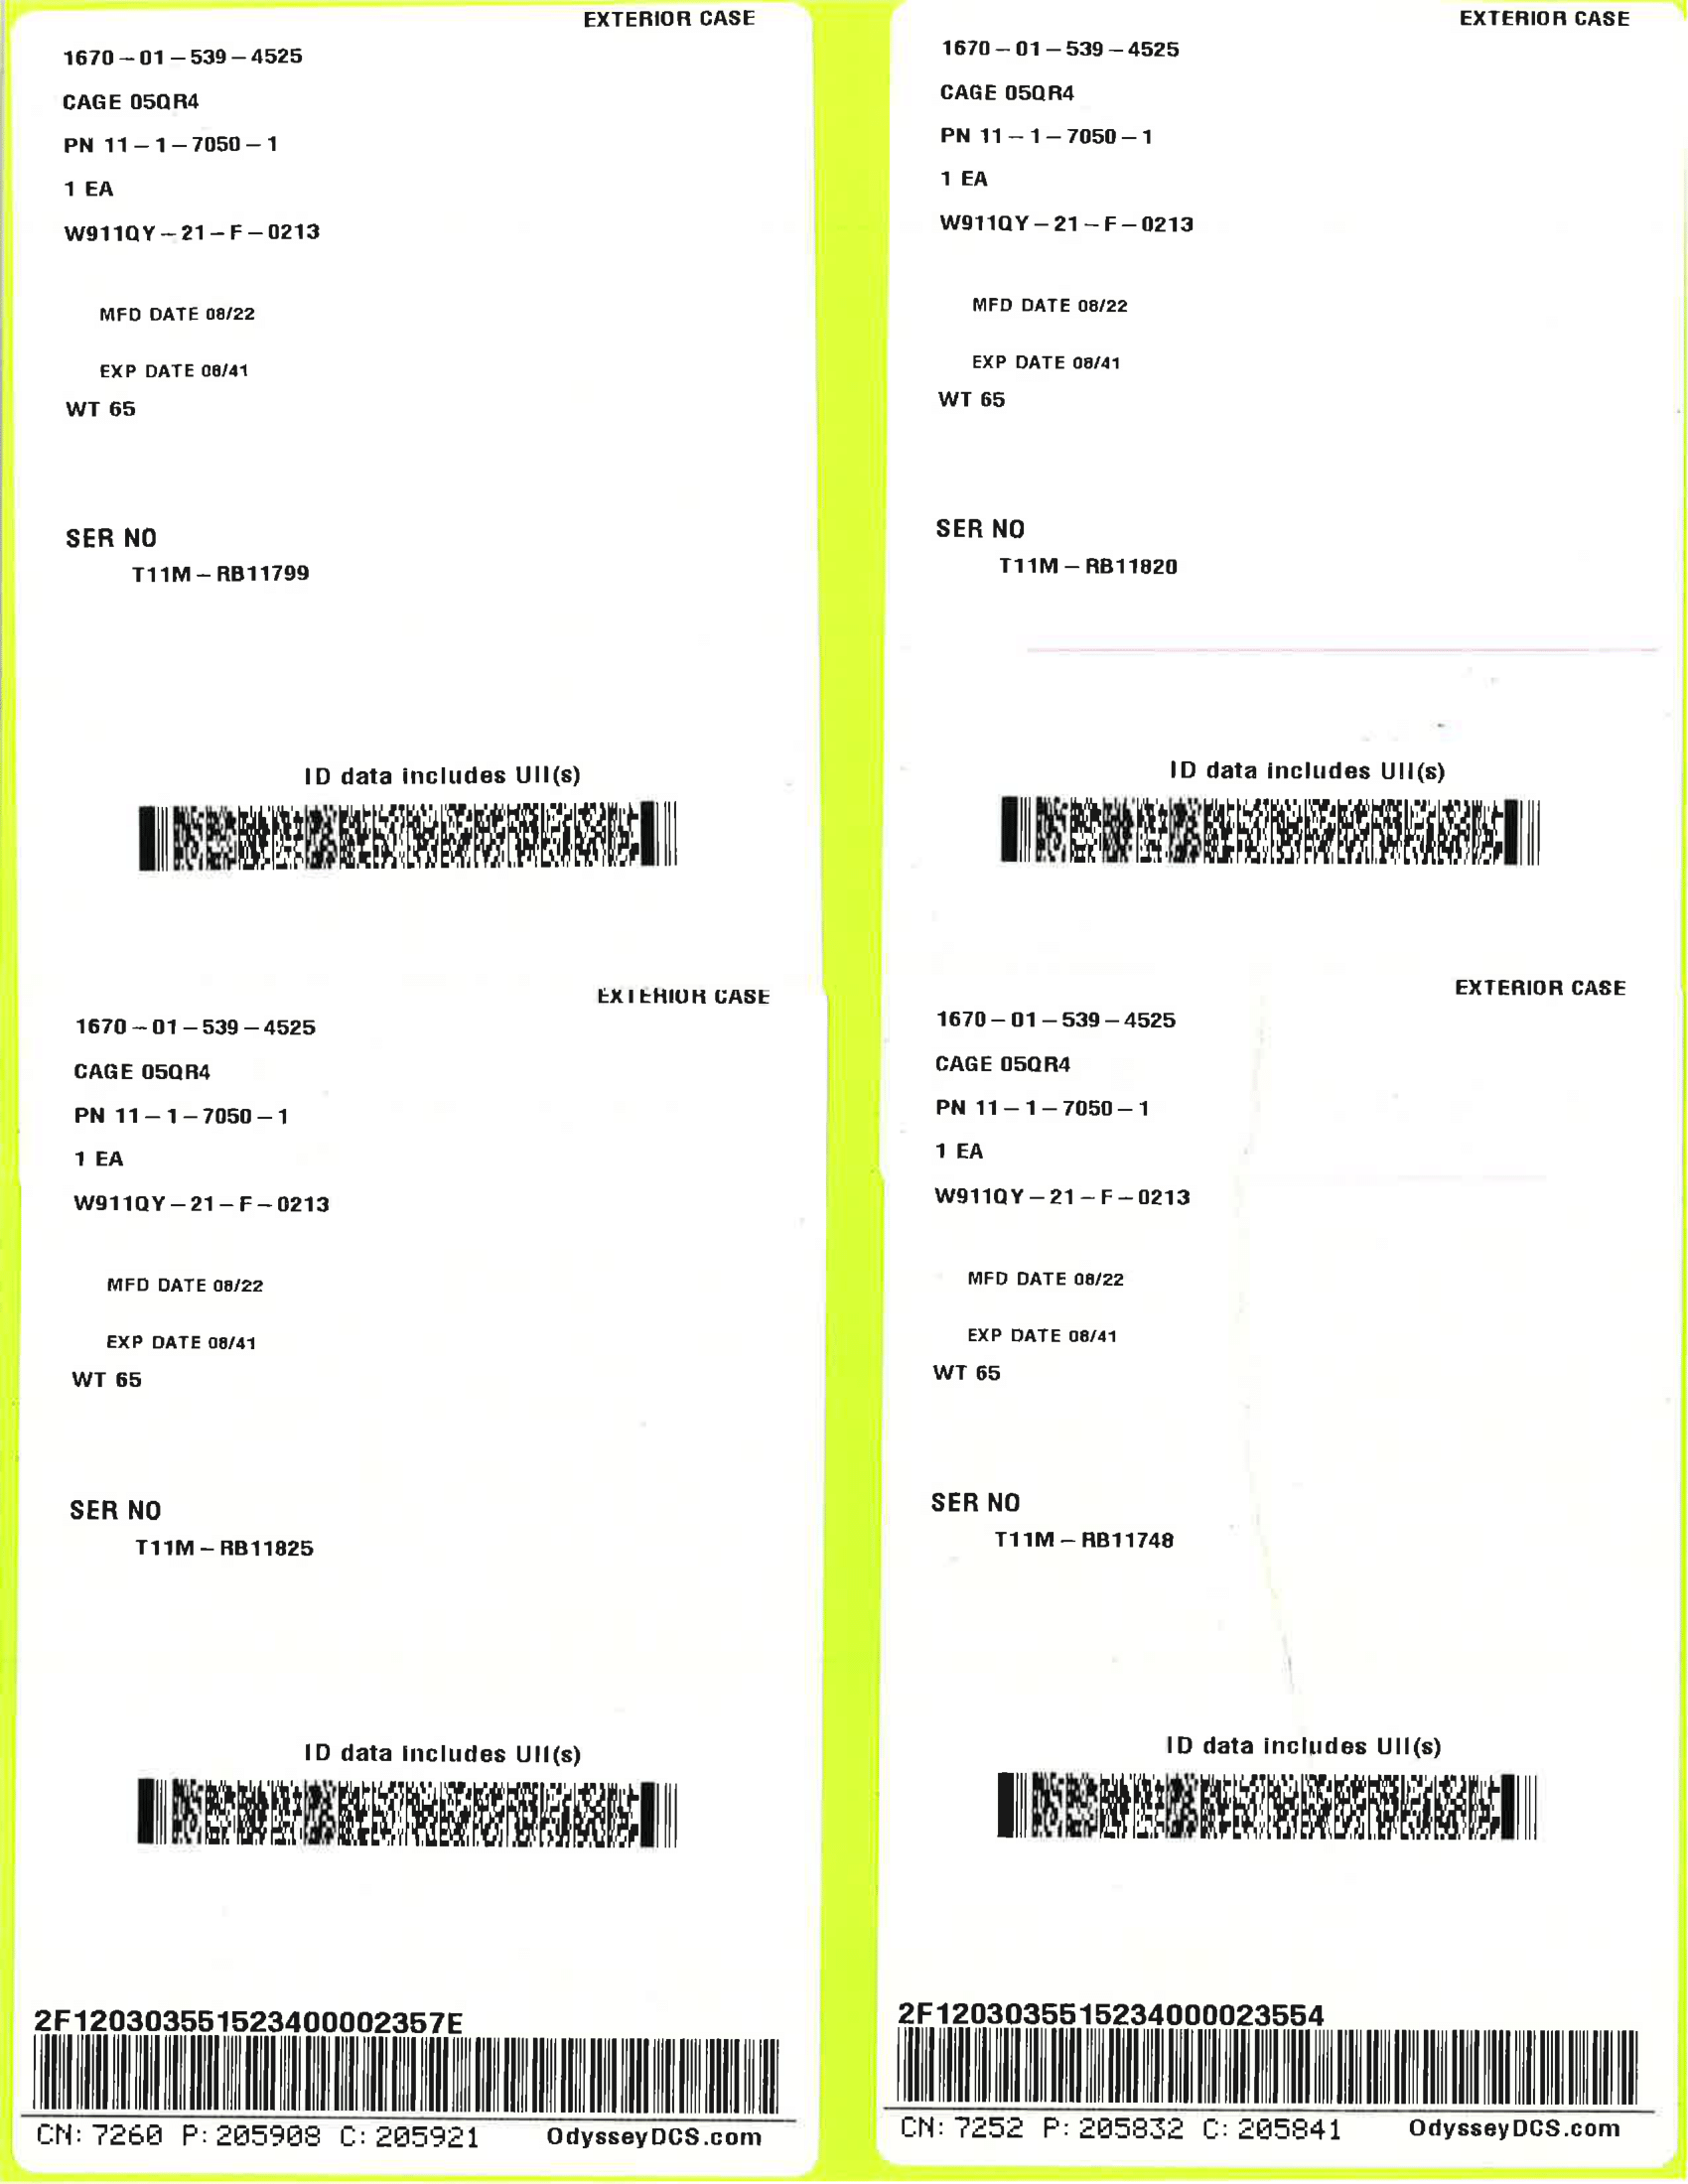 EXTERIOR CASE
1670-01-539-4525
CAGE 05QR4
PN 11-1-7050-1
1 EA
W911QY-21-F-0213
MFD DATE 08/22
EXP DATE 08/41
WT 65
SER NO
T11M-RB11799
ID data includes UII(s)
EXTERIOR CASE
1670-01-539-4525
CAGE 05QR4
PN 11-1-7050-1
1 EA
W911QY-21-F-0213
MFD DATE 08/22
EXP DATE 08/41
WT 65
SER NO
T11M-RB11825
ID data includes UII(s)
2F1203035515234000002357E
CN: 7260 P: 205908 C: 205921 OdysseyDCS.com
EXTERIOR CASE
1670-01-539-4525
CAGE 05QR4
PN 11-1-7050-1
1 EA
W911QY-21-F-0213
MFD DATE 08/22
EXP DATE 08/41
WT 65
SER NO
T11M-RB11820
ID data includes UII(s)
EXTERIOR CASE
1670-01-539-4525
CAGE 05QR4
PN 11-1-7050-1
1 EA
W911QY-21-F-0213
MFD DATE 08/22
EXP DATE 08/41
WT 65
SER NO
T11M-RB11748
ID data includes UII(s)
2F1203035515234000023554
CN: 7252 P: 205832 C: 205841 OdysseyDCS.com